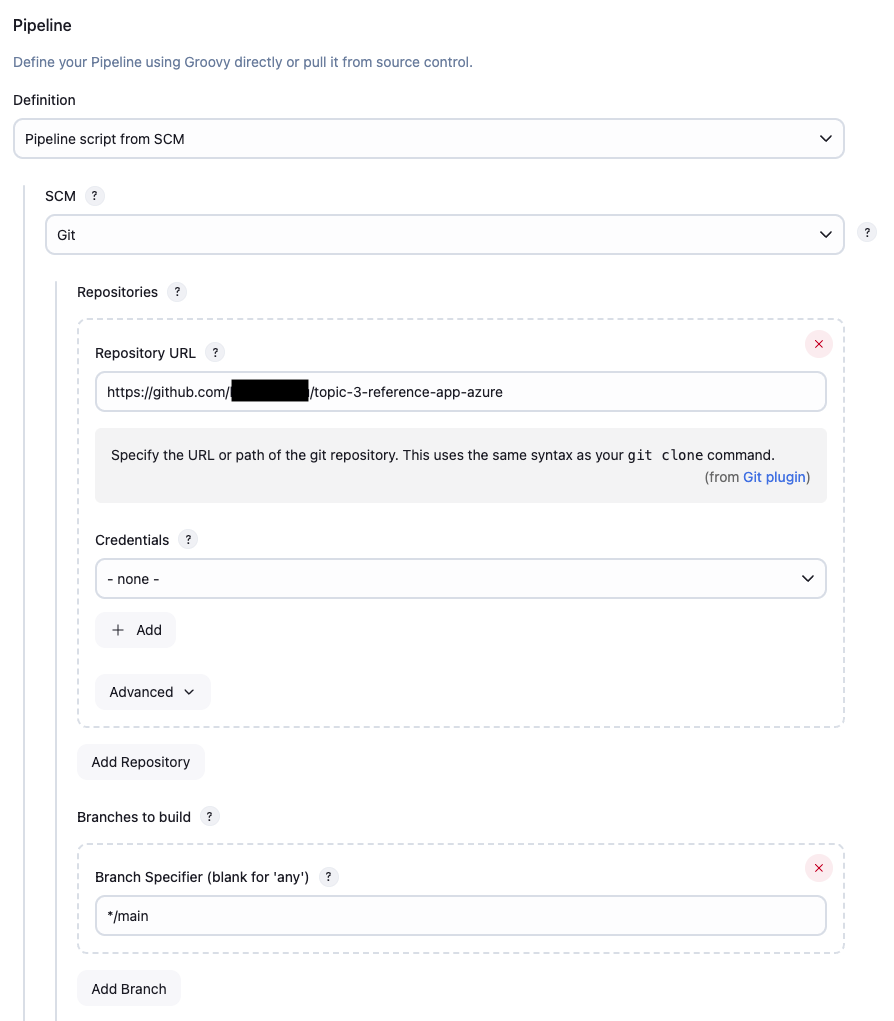 Pipeline
Define your Pipeline using Groovy directly or pull it from source control.
Definition
Pipeline script from SCM
SCM ?
Git
?
Repositories ?
Repository URL ?
https://github.com/ /topic-3-reference-app-azure
Specify the URL or path of the git repository. This uses the same syntax as your git clone command.
(from Git plugin)
Credentials ?
- none -
+ Add
Advanced
Add Repository
Branches to build ?
Branch Specifier (blank for 'any') ?
*/main
Add Branch